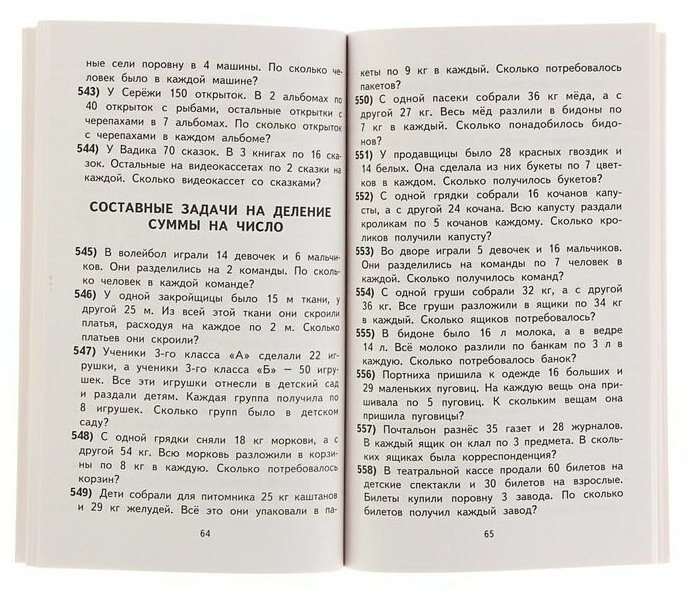 ные сели поровну в 4 машины. По сколько че-
ловек было в каждой машине?
543) У Серёжи 150 открыток. В 2 альбомах по
40 открыток с рыбами, остальные открытки с
черепахами в 7 альбомах. По сколько открыток
с черепахами в каждом альбоме?
544) У Вадика 70 сказок. В 3 книгах по 16 ска-
зок. Остальные на видеокассетах по 2 сказки на
каждой. Сколько видеокассет со сказками?
СОСТАВНЫЕ ЗАДАЧИ НА ДЕЛЕНИЕ
СУММЫ НА ЧИСЛО
545) В волейбол играли 14 девочек и 6 мальчи-
ков. Они разделились на 2 команды. По сколь-
ко человек в каждой команде?
546) У одной закройщицы было 15 м ткани, у
другой 25 м. Из всей этой ткани они скроили
платья, расходуя на каждое по 2 м. Сколько
платьев они скроили?
547) Ученики 3-го класса «А» сделали 22 иг-
рушки, а ученики 3-го класса «Б» — 50 игру-
шек. Все эти игрушки отнесли в детский сад
и раздали детям. Каждая группа получила по
8 игрушек. Сколько групп было в детском
саду?
548) С одной грядки сняли 18 кг моркови, а с
другой 54 кг. Всю морковь разложили в корзи-
ны по 8 кг в каждую. Сколько потребовалось
корзин?
549) Дети собрали для питомника 25 кг каштанов
и 29 кг желудей. Всё это они упаковали в па-
64
кеты по 9 кг в каждый. Сколько потребовалось
пакетов?
550) С одной пасеки собрали 36 кг мёда, а с
другой 27 кг. Весь мёд разлили в бидоны по
7 кг в каждый. Сколько понадобилось бидо-
нов?
551) У продавщицы было 28 красных гвоздик и
14 белых. Она сделала из них букеты по 7 цвет-
ков в каждом. Сколько получилось букетов?
552) С одной грядки собрали 16 кочанов капус-
ты, а с другой 24 кочана. Всю капусту раздали
кроликам по 5 кочанов каждому. Сколько кро-
ликов получили капусту?
553) Во дворе играли 5 девочек и 16 мальчиков.
Они разделились на команды по 7 человек в
каждой. Сколько получилось команд?
554) С одной груши собрали 32 кг, а с другой
36 кг. Все груши разложили в ящики по 34 кг
в каждый. Сколько ящиков потребовалось?
555) В бидоне было 16 л молока, а в ведре
14 л. Всё молоко разлили по банкам по 3 л в
каждую. Сколько потребовалось банок?
556) Портниха пришила к одежде 16 больших и
29 маленьких пуговиц. На каждую вещь она при-
шивала по 5 пуговиц. К скольким вещам она
пришила пуговицы?
557) Почтальон разнёс 35 газет и 28 журналов.
В каждый ящик он клал по 3 предмета. В сколь-
ких ящиках была корреспонденция?
558) В театральной кассе продали 60 билетов на
детские спектакли и 30 билетов на взрослые.
Билеты купили поровну 3 завода. По сколько
билетов получил каждый завод?
65